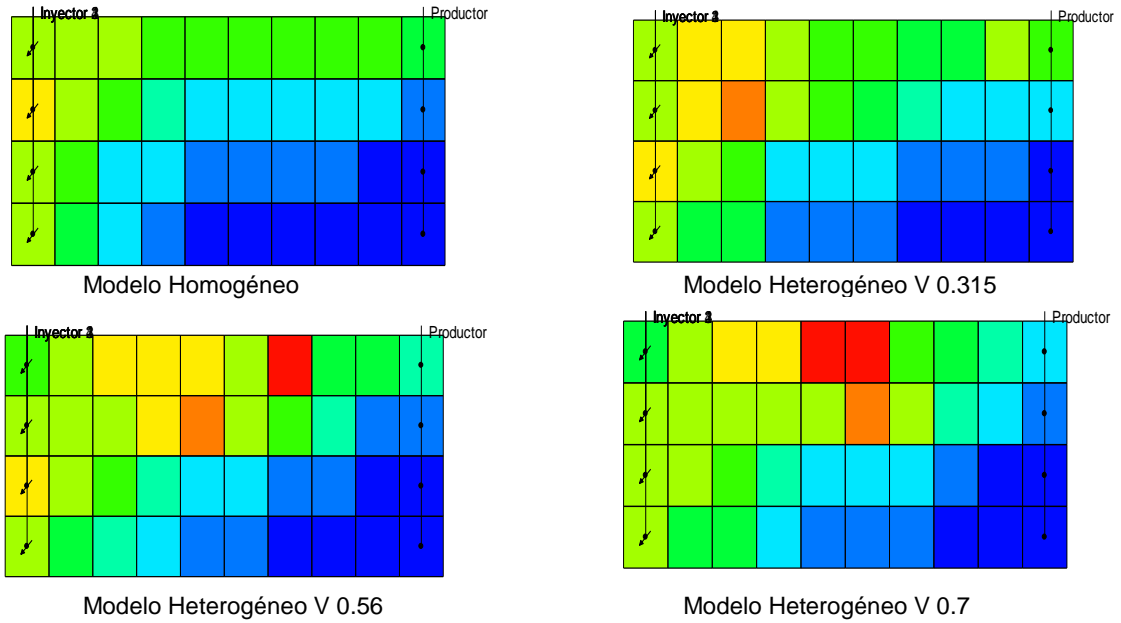 Inyector Productor
Inyector Productor
Modelo Homogéneo
Modelo Heterogéneo V 0.315
Inyector Productor
Inyector Productor
Modelo Heterogéneo V 0.56
Modelo Heterogéneo V 0.7